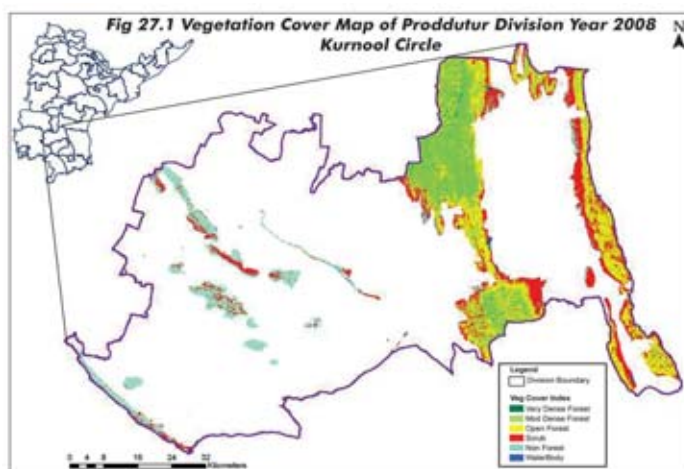 Fig 27.1 Vegetation Cover Map of Proddutur Division Year 2008
Kurnool Circle
N
Legend
Division Boundary
Veg Cover Index
Very Dense Forest
Mod Dense Forest
Open Forest
Scrub
Non Forest
WaterBody
0 4 8 16 24 32
Kilometers